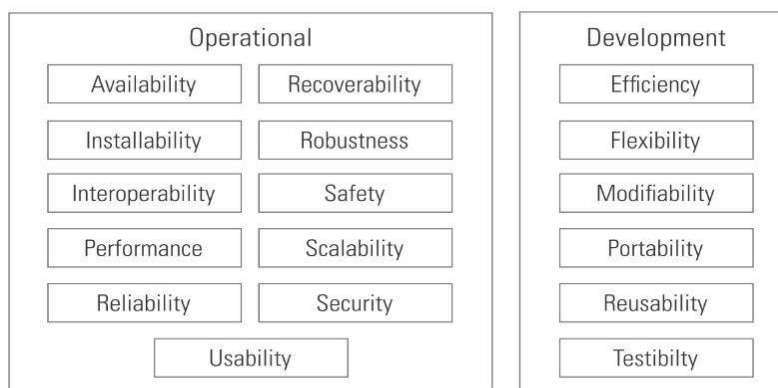 Operational
Availability
Recoverability
Installability
Robustness
Interoperability
Safety
Performance
Scalability
Reliability
Security
Usability
Development
Efficiency
Flexibility
Modifiability
Portability
Reusability
Testibilty